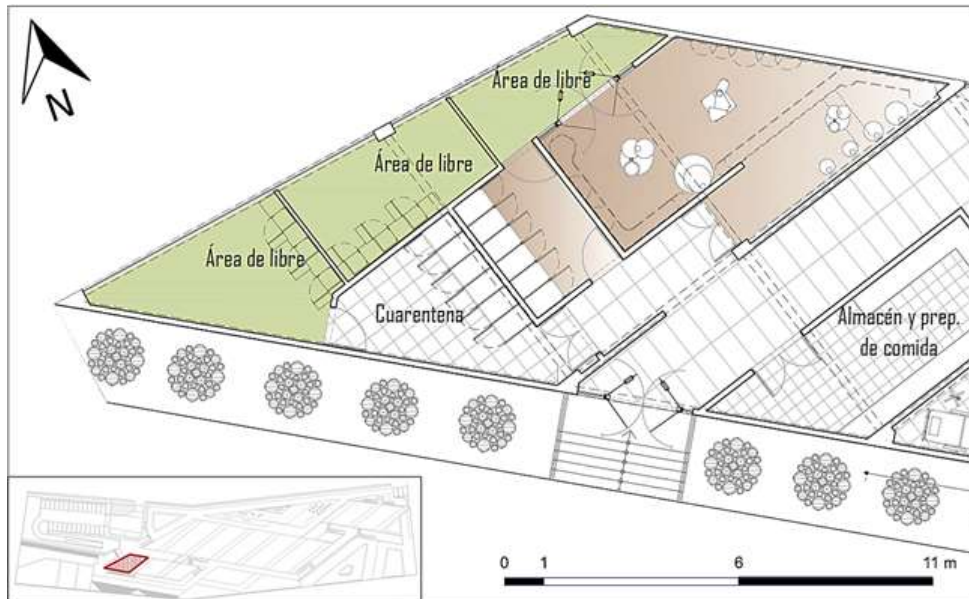 N
Área de libre
Área de libre
Área de libre
Cuarentena
Almacén y prep.
de comida
0 1 6 11 m